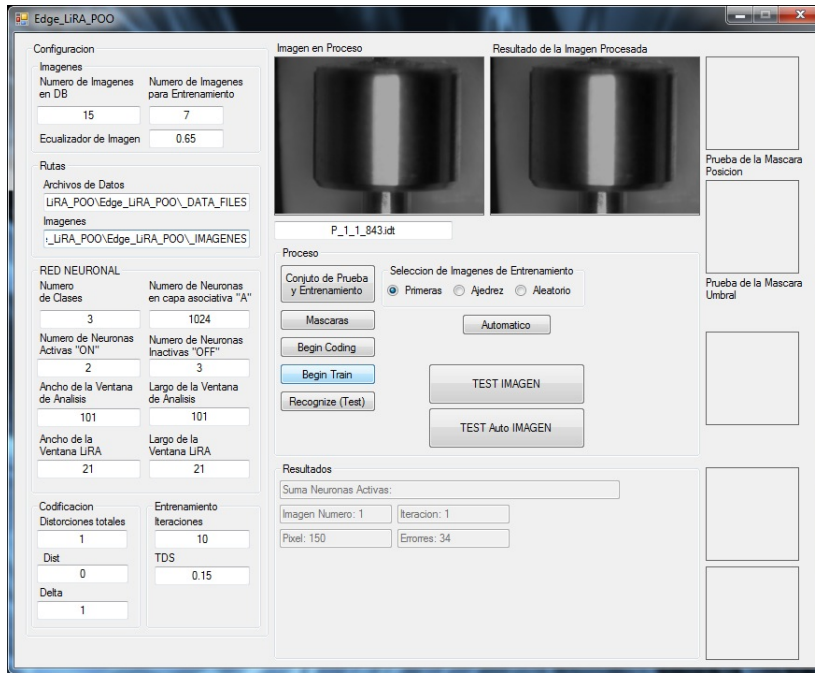 Edge_LiRA_POO
Configuracion
Imagenes
Numero de Imagenes en DB
Numero de Imagenes para Entrenamiento
15
7
Ecualizador de Imagen
0.65
Rutas
Archivos de Datos
LiRA_POO\Edge_LiRA_POO\_DATA_FILES
Imagenes
_LiRA_POO\Edge_LiRA_POO\_IMAGENES
RED NEURONAL
Numero
de Clases
Numero de Neuronas
en capa asociativa "A"
3
1024
Numero de Neuronas
Activas "ON"
Numero de Neuronas
Inactivas "OFF"
2
3
Ancho de la Ventana
de Analisis
Largo de la Ventana
de Analisis
101
101
Ancho de la
Ventana LiRA
Largo de la
Ventana LiRA
21
21
Codificacion
Distorciones totales
1
Dist
0
Delta
1
Entrenamiento
Iteraciones
10
TDS
0.15
Imagen en Proceso
Resultado de la Imagen Procesada
P_1_1_843.idt
Proceso
Conjuto de Prueba
y Entrenamiento
Seleccion de Imagenes de Entrenamiento
Primeras
Ajedrez
Aleatorio
Mascaras
Automatico
Begin Coding
Begin Train
Recognize (Test)
TEST IMAGEN
TEST Auto IMAGEN
Resultados
Suma Neuronas Activas:
Imagen Numero: 1
Iteracion: 1
Pixel: 150
Errorres: 34
Prueba de la Mascara
Posicion
Prueba de la Mascara
Umbral